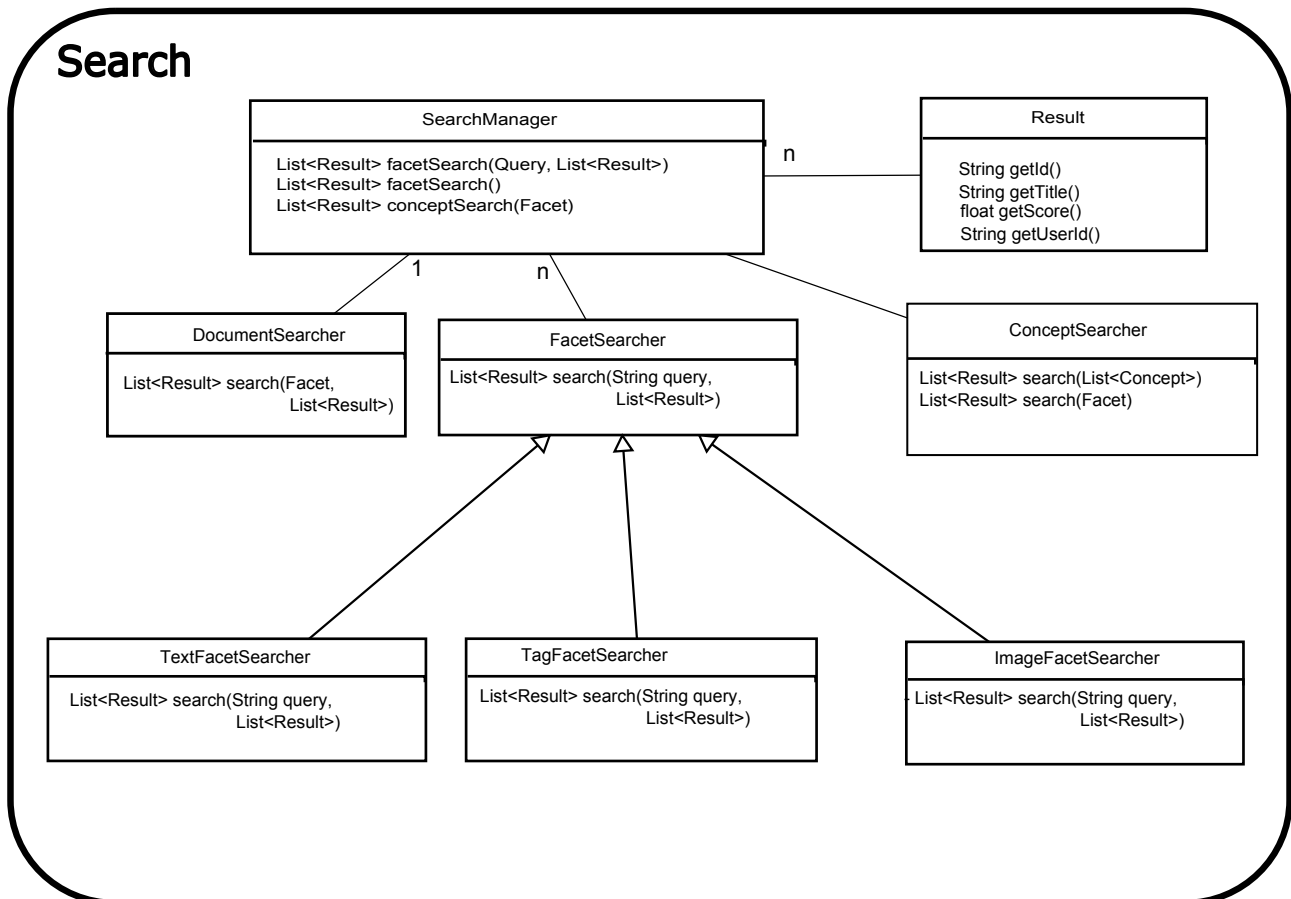 Search
SearchManager
List<Result> facetSearch(Query, List<Result>)
List<Result> facetSearch()
List<Result> conceptSearch(Facet)
n
Result
String getId()
String getTitle()
float getScore()
String getUserId()
1
n
DocumentSearcher
List<Result> search(Facet,
List<Result>)
FacetSearcher
List<Result> search(String query,
List<Result>)
ConceptSearcher
List<Result> search(List<Concept>)
List<Result> search(Facet)
TextFacetSearcher
List<Result> search(String query,
List<Result>)
TagFacetSearcher
List<Result> search(String query,
List<Result>)
ImageFacetSearcher
List<Result> search(String query,
List<Result>)